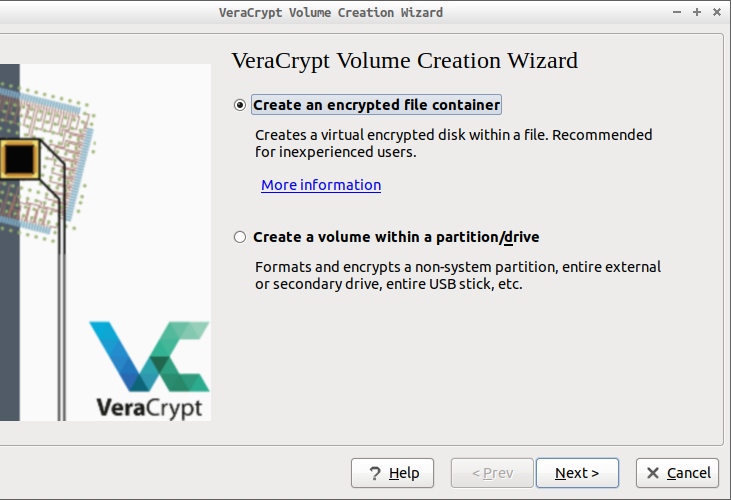 VeraCrypt Volume Creation Wizard
VeraCrypt Volume Creation Wizard
Create an encrypted file container
Creates a virtual encrypted disk within a file. Recommended
for inexperienced users.
More information
Create a volume within a partition/drive
Formats and encrypts a non-system partition, entire external
or secondary drive, entire USB stick, etc.
VeraCrypt
? Help
< Prev
Next >
Cancel